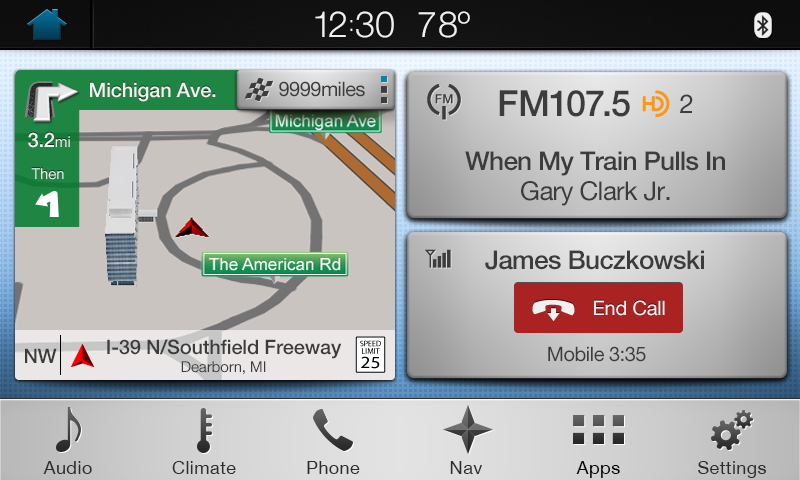 12:30 78°
Michigan Ave.
9999miles
3.2mi
Then
Michigan Ave
The American Rd
NW
I-39 N/Southfield Freeway
Dearborn, MI
SPEED
LIMIT
25
FM
FM107.5 HD 2
When My Train Pulls In
Gary Clark Jr.
James Buczkowski
End Call
Mobile 3:35
Audio
Climate
Phone
Nav
Apps
Settings